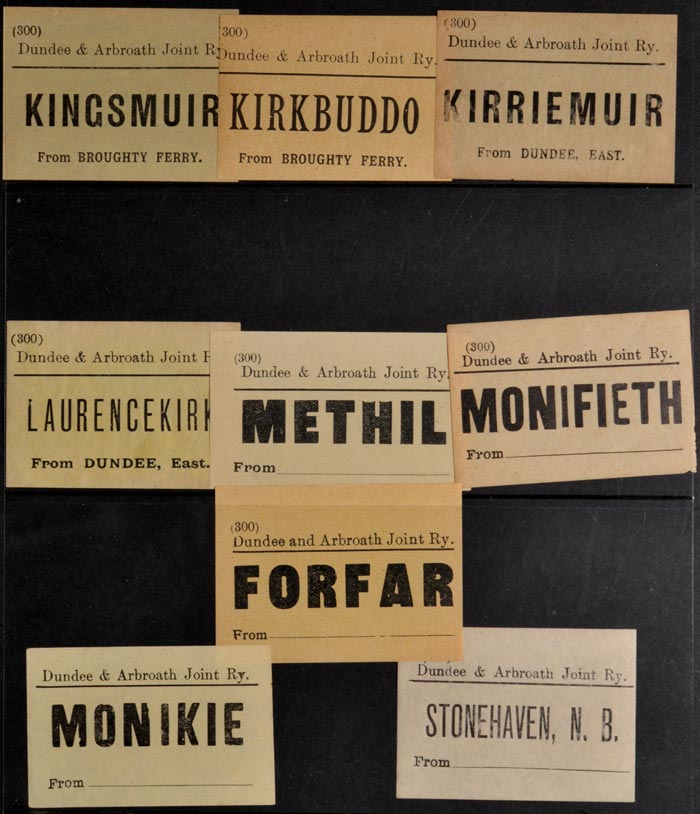 (300)
Dundee & Arbroath Joint Ry
KINGSMUIR
From BROUGHTY FERRY.
300)
Dundee & Arbroath Joint Ry.
KIRKBUDDO
From BROUGHTY FERRY.
(300)
Dundee & Arbroath Joint Ry.
KIRRIEMUIR
From DUNDEE, EAST.
(300)
Dundee & Arbroath Joint
LAURENCEKIRK
From DUNDEE, East.
(300)
Dundee & Arbroath Joint Ry.
METHIL
From
(300)
Dundee & Arbroath Joint Ry.
MONIFIETH
From
(300)
Dundee and Arbroath Joint Ry.
FORFAR
From
Dundee & Arbroath Joint Ry.
MONIKIE
From
Dundee & Arbroath Joint Ry.
STONEHAVEN, N. B.
From